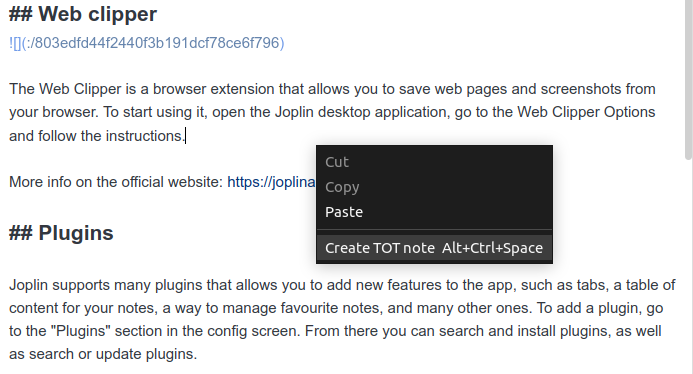 ## Web clipper
![](:/803edfd44f2440f3b191dcf78ce6f796)
The Web Clipper is a browser extension that allows you to save web pages and screenshots from
your browser. To start using it, open the Joplin desktop application, go to the Web Clipper Options
and follow the instructions.
More info on the official website: https://joplina
Cut
Copy
Paste
Create TOT note Alt+Ctrl+Space
## Plugins
Joplin supports many plugins that allows you to add new features to the app, such as tabs, a table of
content for your notes, a way to manage favourite notes, and many other ones. To add a plugin, go
to the "Plugins" section in the config screen. From there you can search and install plugins, as well
as search or update plugins.